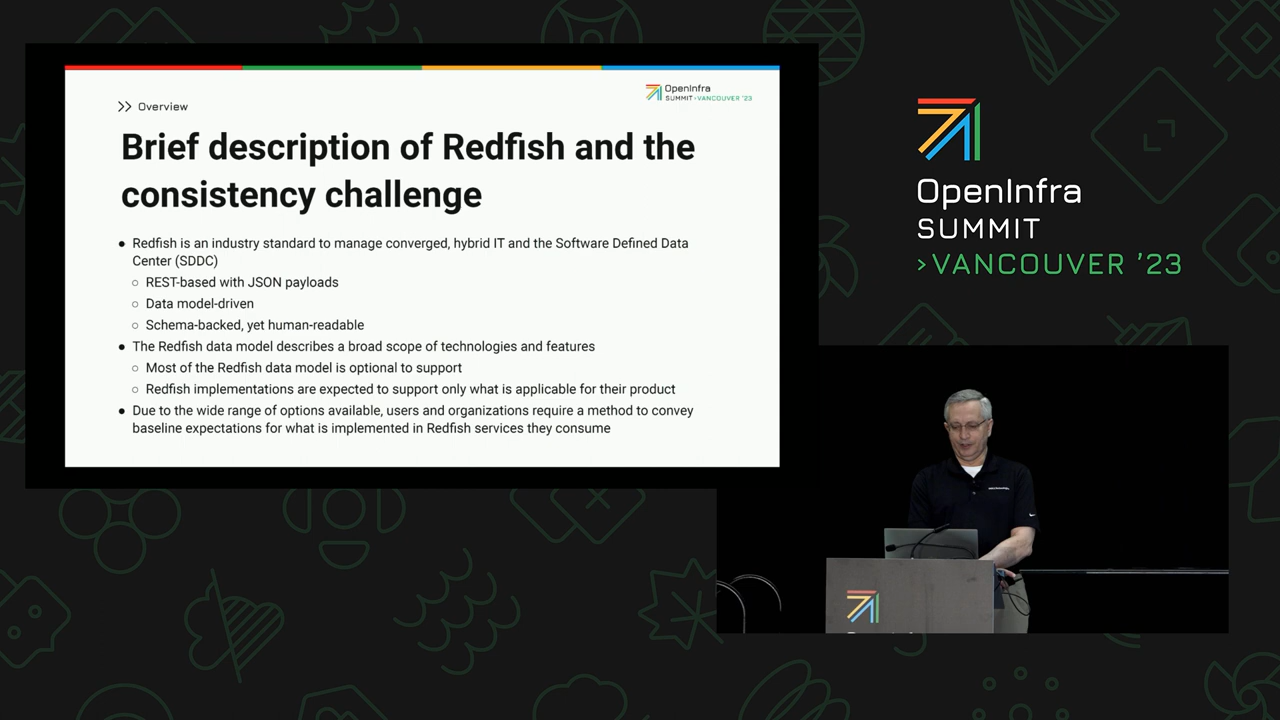 >> Overview
OpenInfra
SUMMIT > VANCOUVER '23
Brief description of Redfish and the
consistency challenge
● Redfish is an industry standard to manage converged, hybrid IT and the Software Defined Data
Center (SDDC)
○ REST-based with JSON payloads
○ Data model-driven
○ Schema-backed, yet human-readable
● The Redfish data model describes a broad scope of technologies and features
○ Most of the Redfish data model is optional to support
○ Redfish implementations are expected to support only what is applicable for their product
● Due to the wide range of options available, users and organizations require a method to convey
baseline expectations for what is implemented in Redfish services they consume
OpenInfra
SUMMIT
>VANCOUVER '23